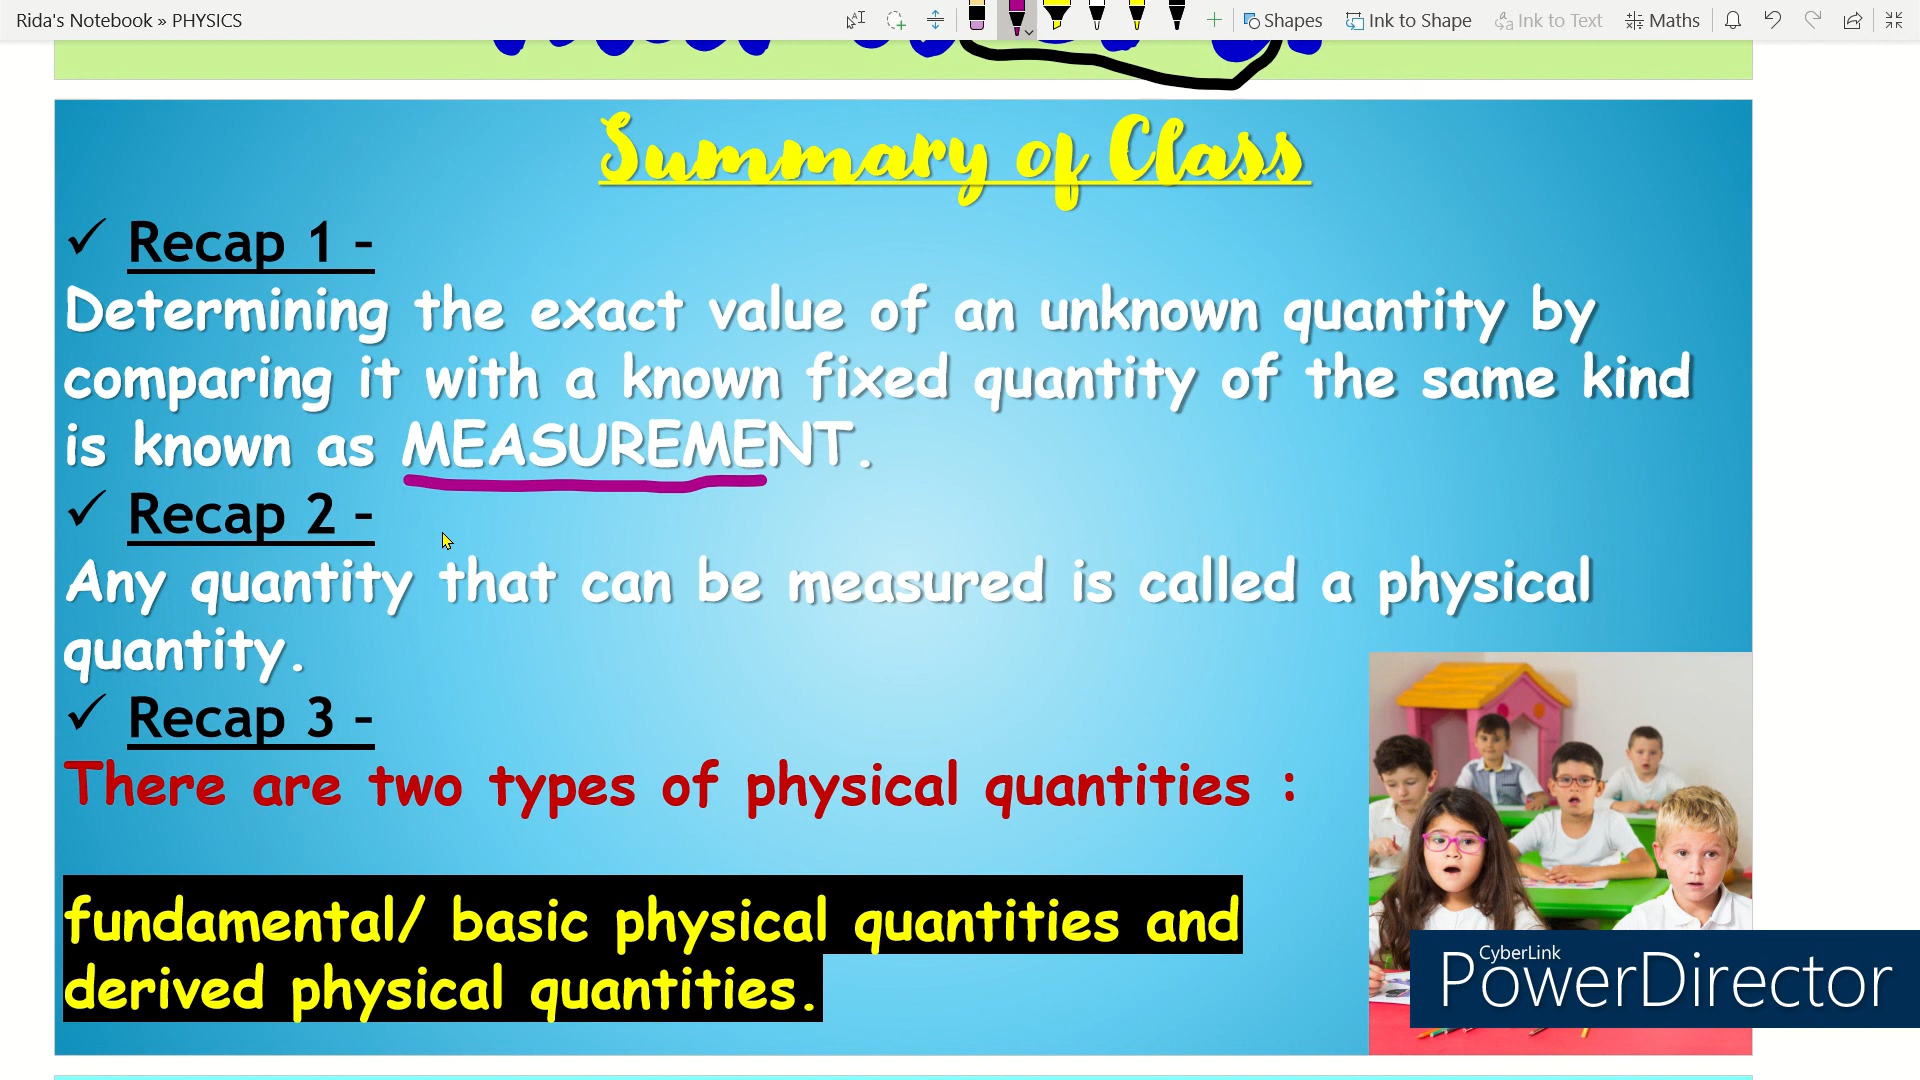 Rida's Notebook » PHYSICS
Shapes
Ink to Shape
Ink to Text
Maths
Summary of Class
✓ Recap 1 -
Determining the exact value of an unknown quantity by
comparing it with a known fixed quantity of the same kind
is known as MEASUREMENT.
✓ Recap 2 -
Any quantity that can be measured is called a physical
quantity.
✓ Recap 3 -
There are two types of physical quantities :
fundamental/ basic physical quantities and
derived physical quantities.
CyberLink
PowerDirector